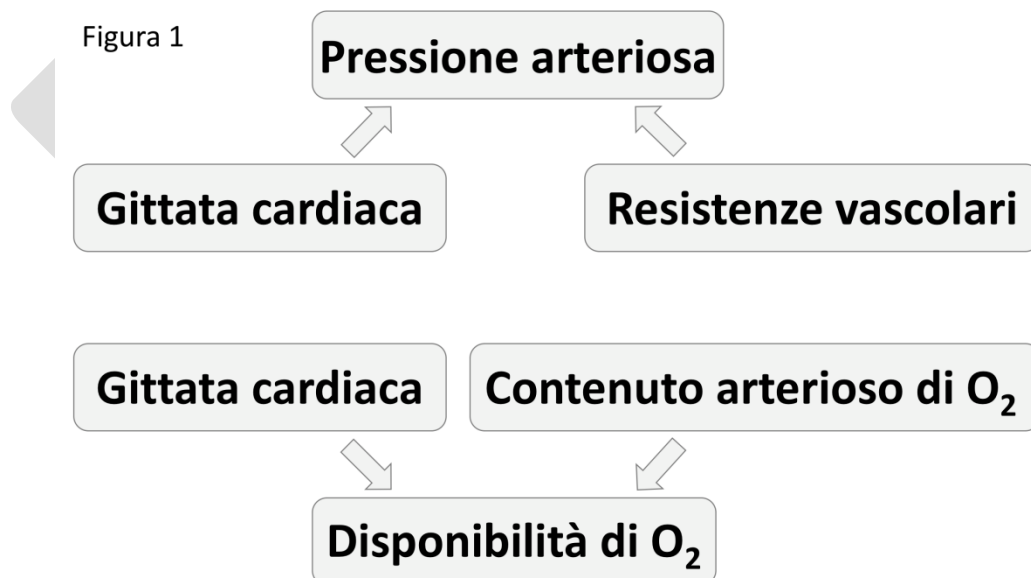 Figura 1
Pressione arteriosa
Gittata cardiaca
Resistenze vascolari
Gittata cardiaca
Contenuto arterioso di O₂
Disponibilità di O₂